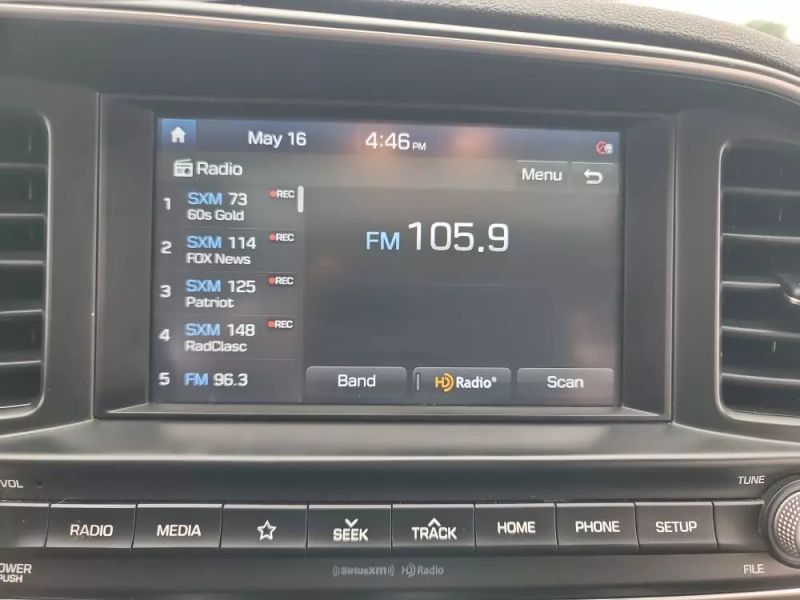 May 16
4:46 PM
Radio
Menu
1 SXM 73 REC
60s Gold
2 SXM 114 REC
FOX News
3 SXM 125 REC
Patriot
4 SXM 148 REC
RadClasc
5 FM 96.3
FM 105.9
Band
HD Radio®
Scan
VOL
TUNE
RADIO
MEDIA
SEEK
TRACK
HOME
PHONE
SETUP
POWER
PUSH
((SiriusXM)) HD Radio
FILE